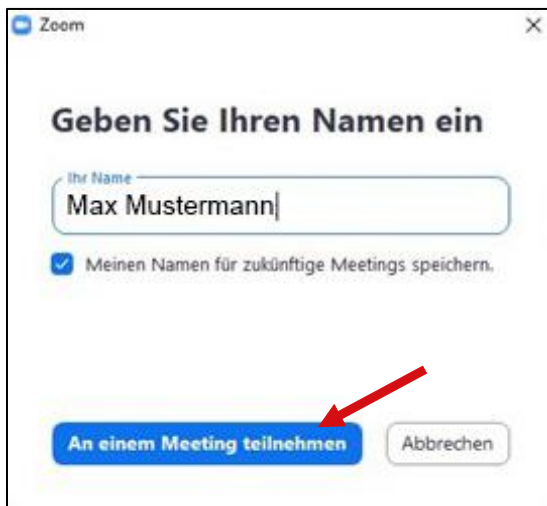 Zoom
Geben Sie Ihren Namen ein
Ihr Name
Max Mustermann
Meinen Namen für zukünftige Meetings speichern.
An einem Meeting teilnehmen
Abbrechen